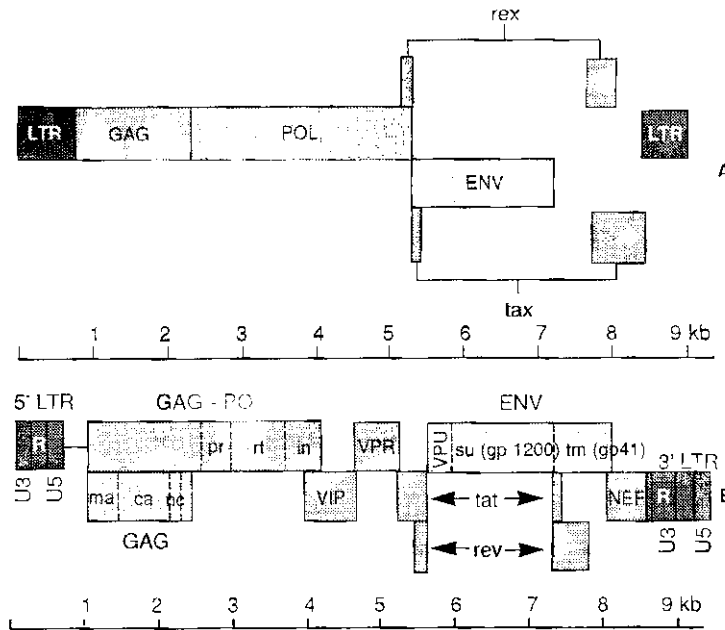 rex
LTR GAG POL LTR
A
ENV
tax
1 2 3 4 5 6 7 8 9 kb
5' LTR GAG - PO ENV
R pr rt in VPR VPU su (gp 1200) tm (gp41) 3' LTR
U3 U5 ma ca nc VIP tat NEF R U3 U5
GAG
rev
1 2 3 4 5 6 7 8 9 kb